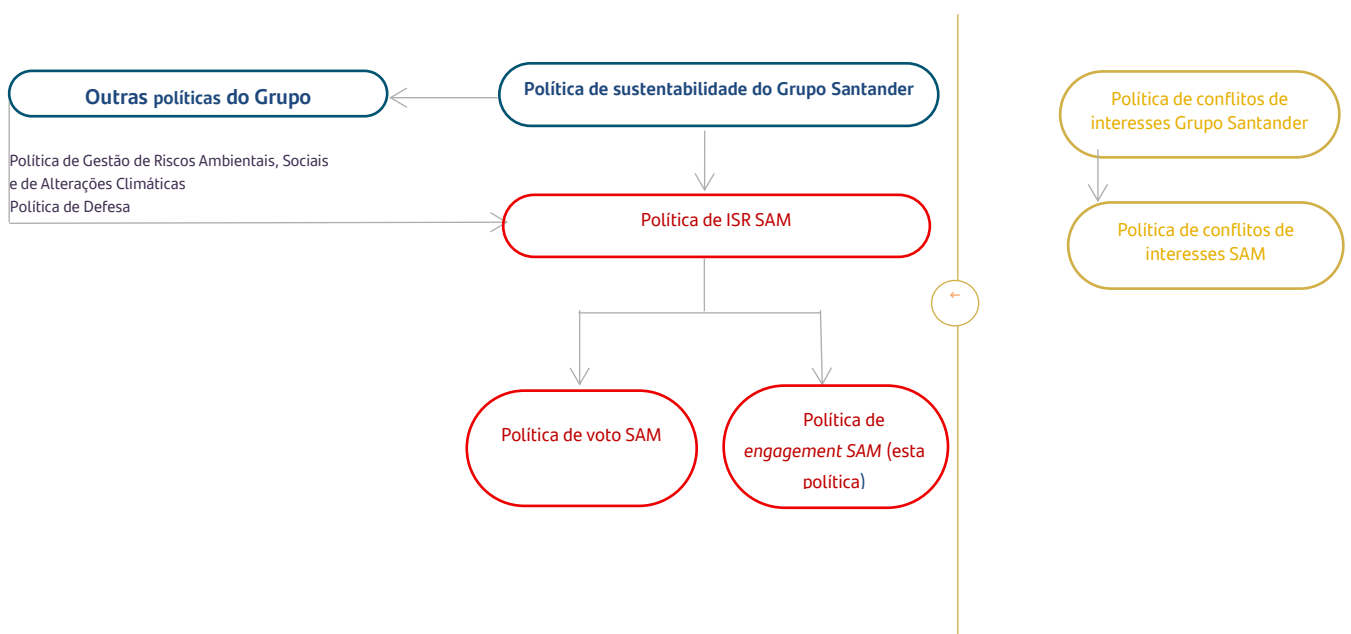 Outras políticas do Grupo
Política de sustentabilidade do Grupo Santander
Política de Gestão de Riscos Ambientais, Sociais
e de Alterações Climáticas
Política de Defesa
Política de ISR SAM
Política de voto SAM
Política de
engagement SAM (esta
política)
Política de conflitos de
interesses Grupo Santander
Política de conflitos de
interesses SAM
←